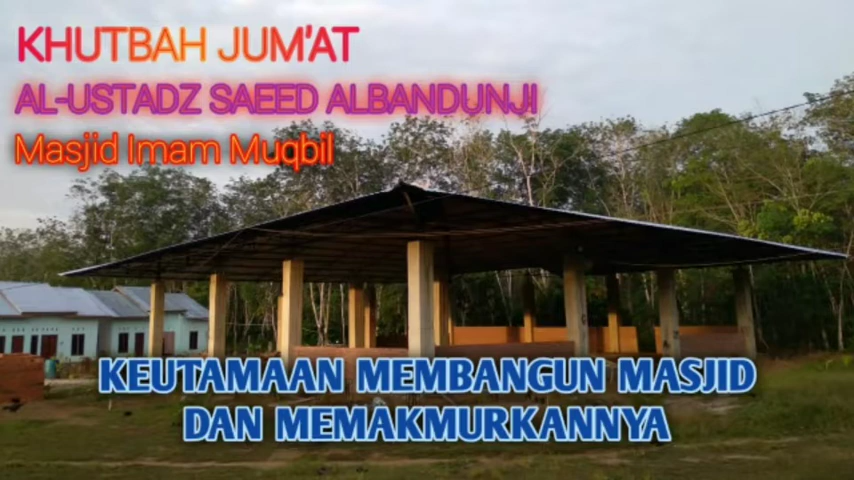 KHUTBAH JUM'AT
AL-USTADZ SAEED ALBANDUNJI
Masjid Imam Muqbil
KEUTAMAAN MEMBANGUN MASJID
DAN MEMAKMURKANNYA